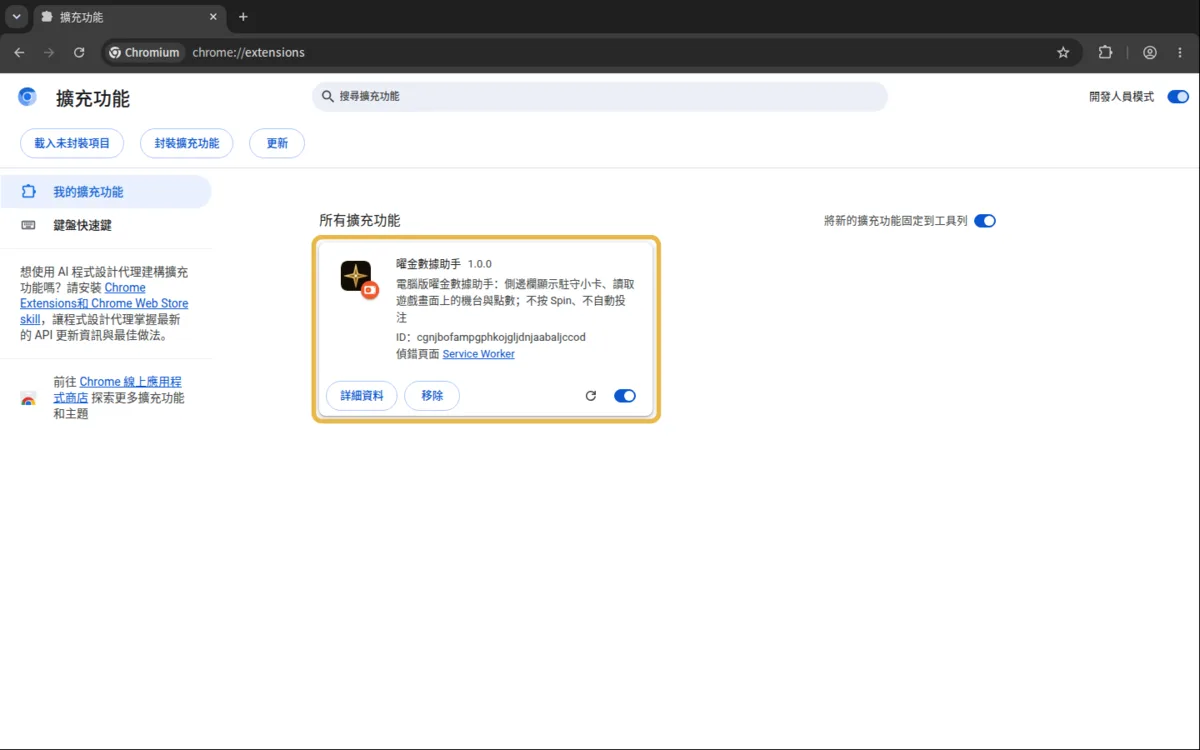 擴充功能
Chromium
chrome://extensions
擴充功能
搜尋擴充功能
開發人員模式
載入未封裝項目
封裝擴充功能
更新
我的擴充功能
鍵盤快速鍵
想使用 AI 程式設計代理建構擴充
功能嗎？請安裝 Chrome
Extensions和 Chrome Web Store
skill，讓程式設計代理掌握最新
的 API 更新資訊與最佳做法。
前往 Chrome 線上應用程
式商店 探索更多擴充功能
和主題
所有擴充功能
將新的擴充功能固定到工具列
曜金數據助手 1.0.0
電腦版曜金數據助手：側邊欄顯示駐守小卡、讀取
遊戲畫面上的機台與點數；不按 Spin、不自動投
注
ID：cgnjbofampgphkojgljdnjaabaljccod
偵錯頁面 Service Worker
詳細資料
移除